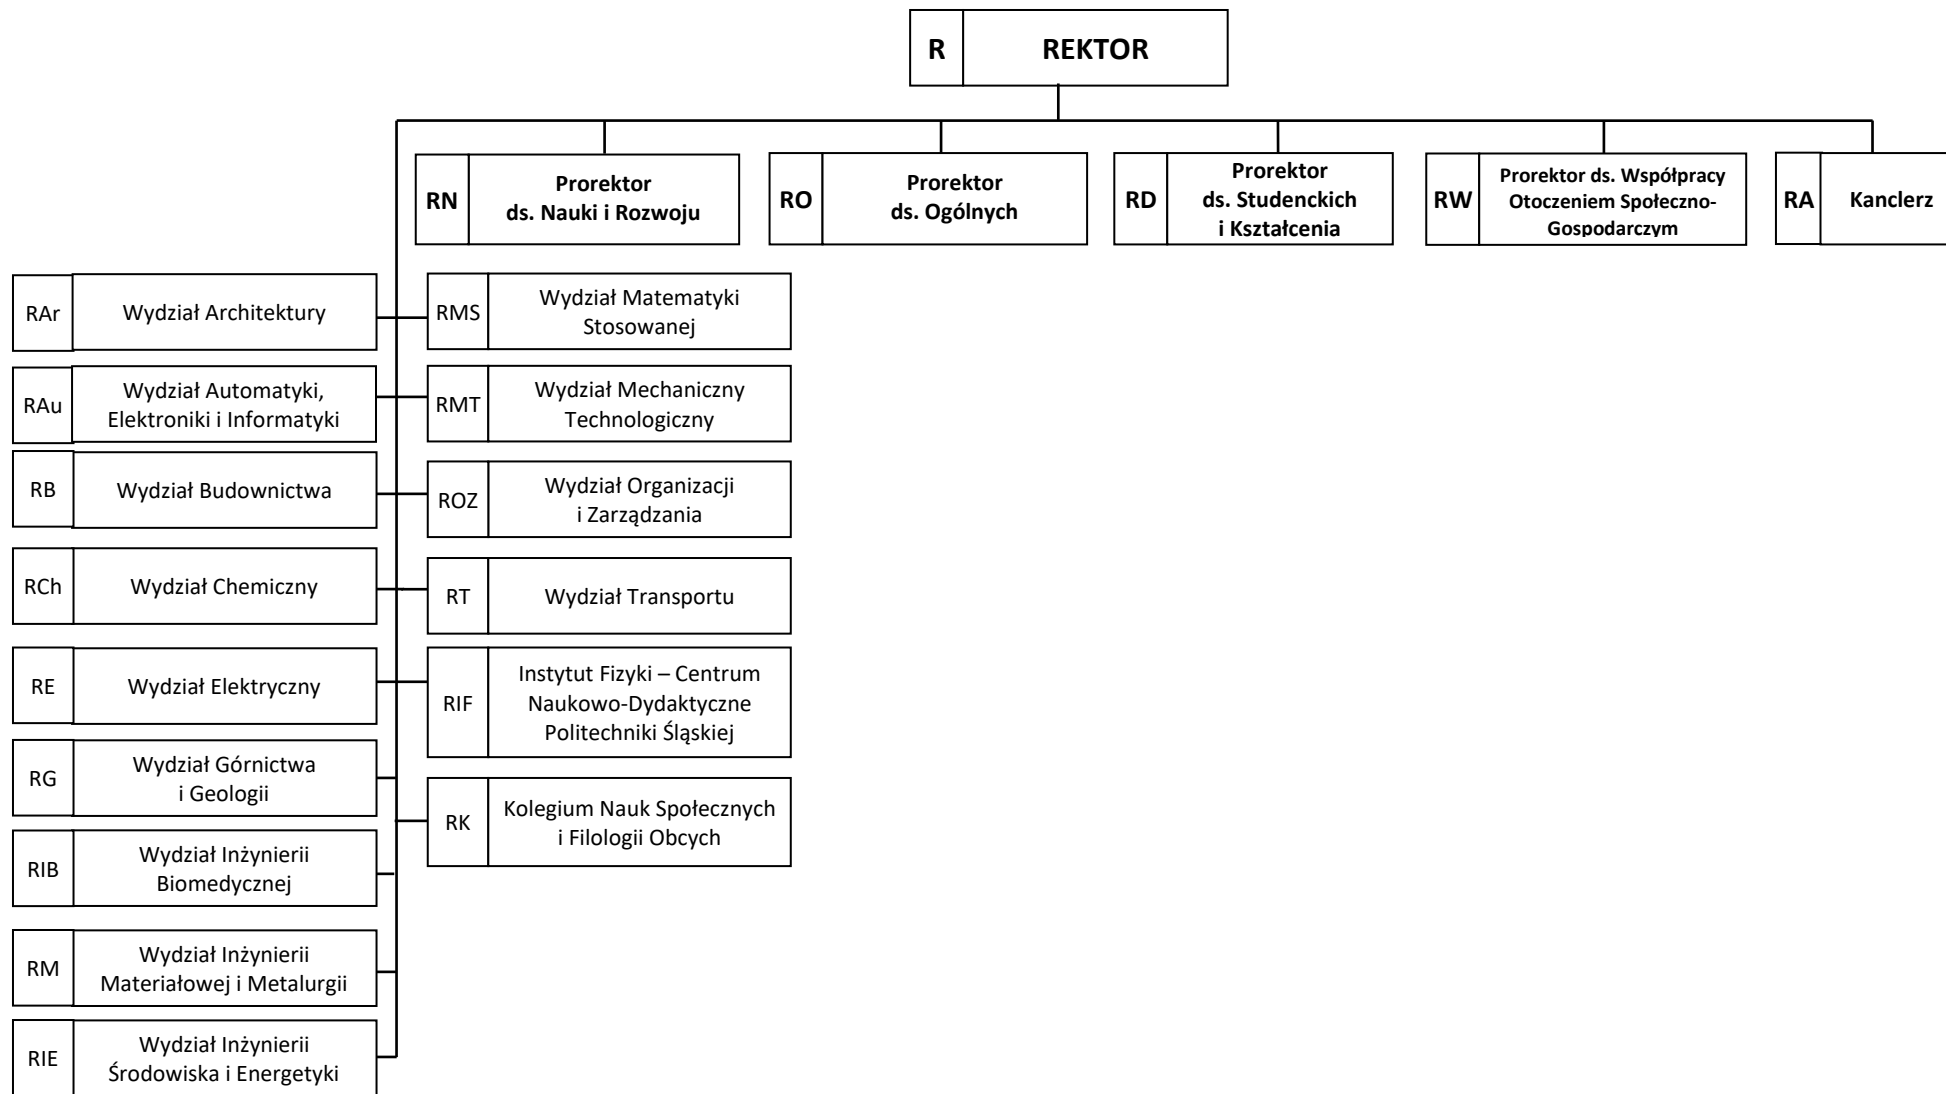 R
REKTOR
RN
Prorektor
ds. Nauki i Rozwoju
RO
Prorektor
ds. Ogólnych
RD
Prorektor
ds. Studenckich
i Kształcenia
RW
Prorektor ds. Współpracy
Otoczeniem Społeczno-
Gospodarczym
RA
Kanclerz
RAr
Wydział Architektury
RAu
Wydział Automatyki,
Elektroniki i Informatyki
RB
Wydział Budownictwa
RCh
Wydział Chemiczny
RE
Wydział Elektryczny
RG
Wydział Górnictwa
i Geologii
RIB
Wydział Inżynierii
Biomedycznej
RM
Wydział Inżynierii
Materiałowej i Metalurgii
RIE
Wydział Inżynierii
Środowiska i Energetyki
RMS
Wydział Matematyki
Stosowanej
RMT
Wydział Mechaniczny
Technologiczny
ROZ
Wydział Organizacji
i Zarządzania
RT
Wydział Transportu
RIF
Instytut Fizyki – Centrum
Naukowo-Dydaktyczne
Politechniki Śląskiej
RK
Kolegium Nauk Społecznych
i Filologii Obcych